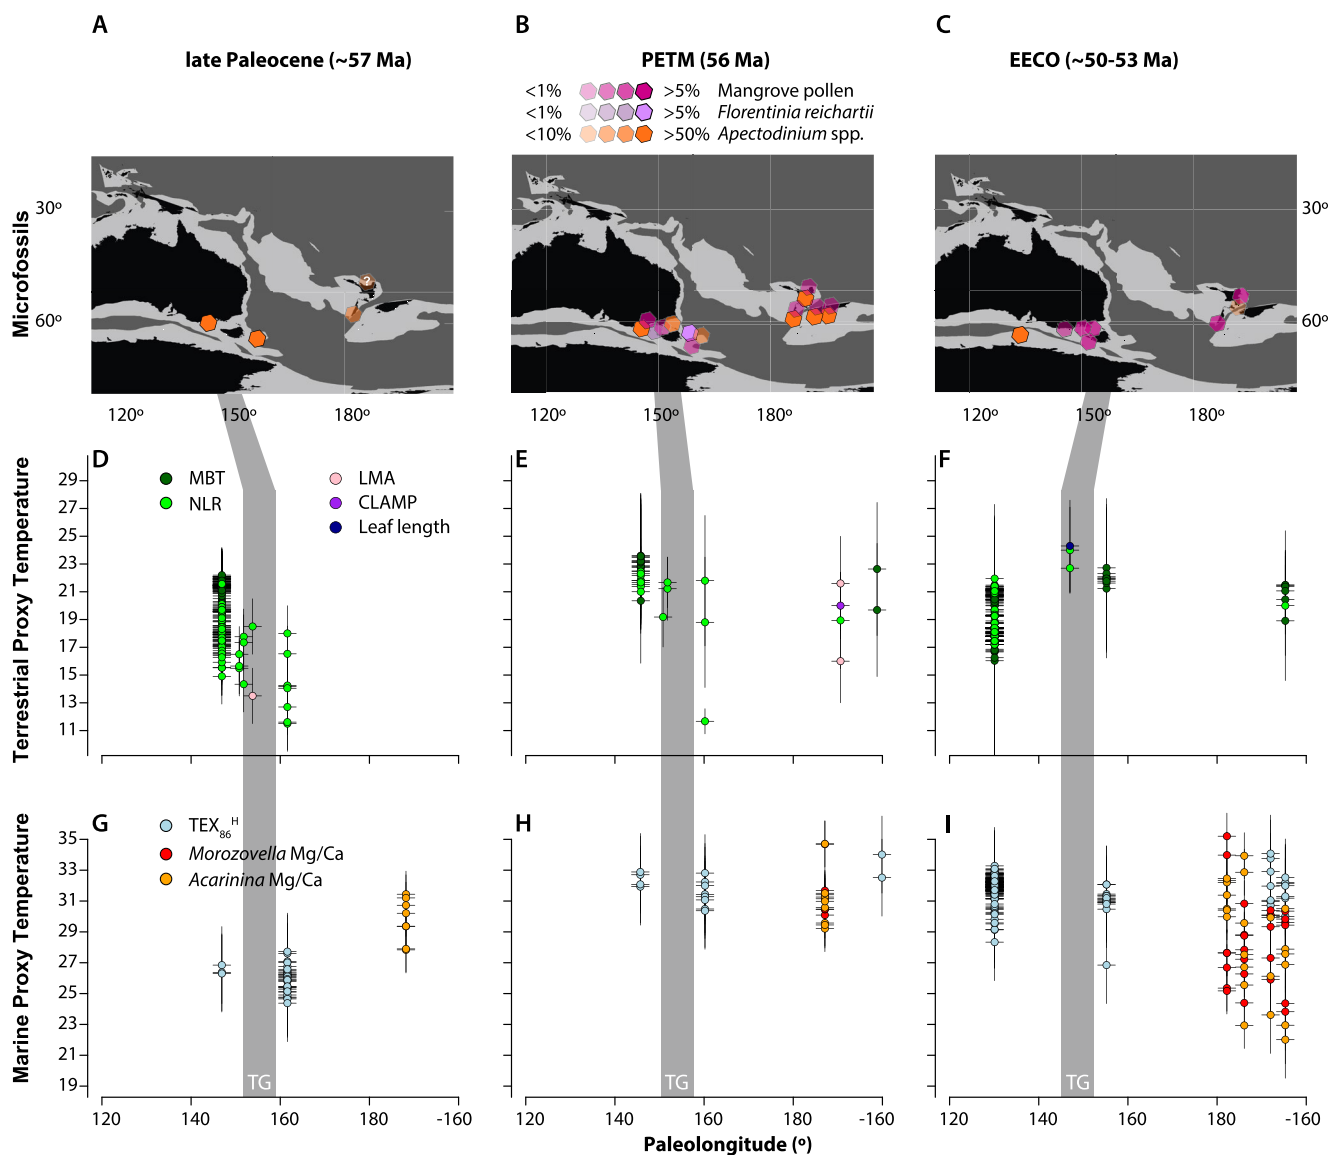 A
B
C
late Paleocene (~57 Ma)
PETM (56 Ma)
EECO (~50-53 Ma)
<1% >5% Mangrove pollen
<1% >5% Florentinia reichartii
<10% >50% Apectodinium spp.
Microfossils
30º
60º
?
30º
60º
120º 150º 180º
120º 150º 180º
120º 150º 180º
D
E
F
Terrestrial Proxy Temperature
MBT
NLR
LMA
CLAMP
Leaf length
29
27
25
23
21
19
17
15
13
11
G
H
I
Marine Proxy Temperature
TEX86H
Morozovella Mg/Ca
Acarinina Mg/Ca
35
33
31
29
27
25
23
21
19
TG
TG
TG
120 140 160 180 -160
120 140 160 180 -160
120 140 160 180 -160
Paleolongitude (º)